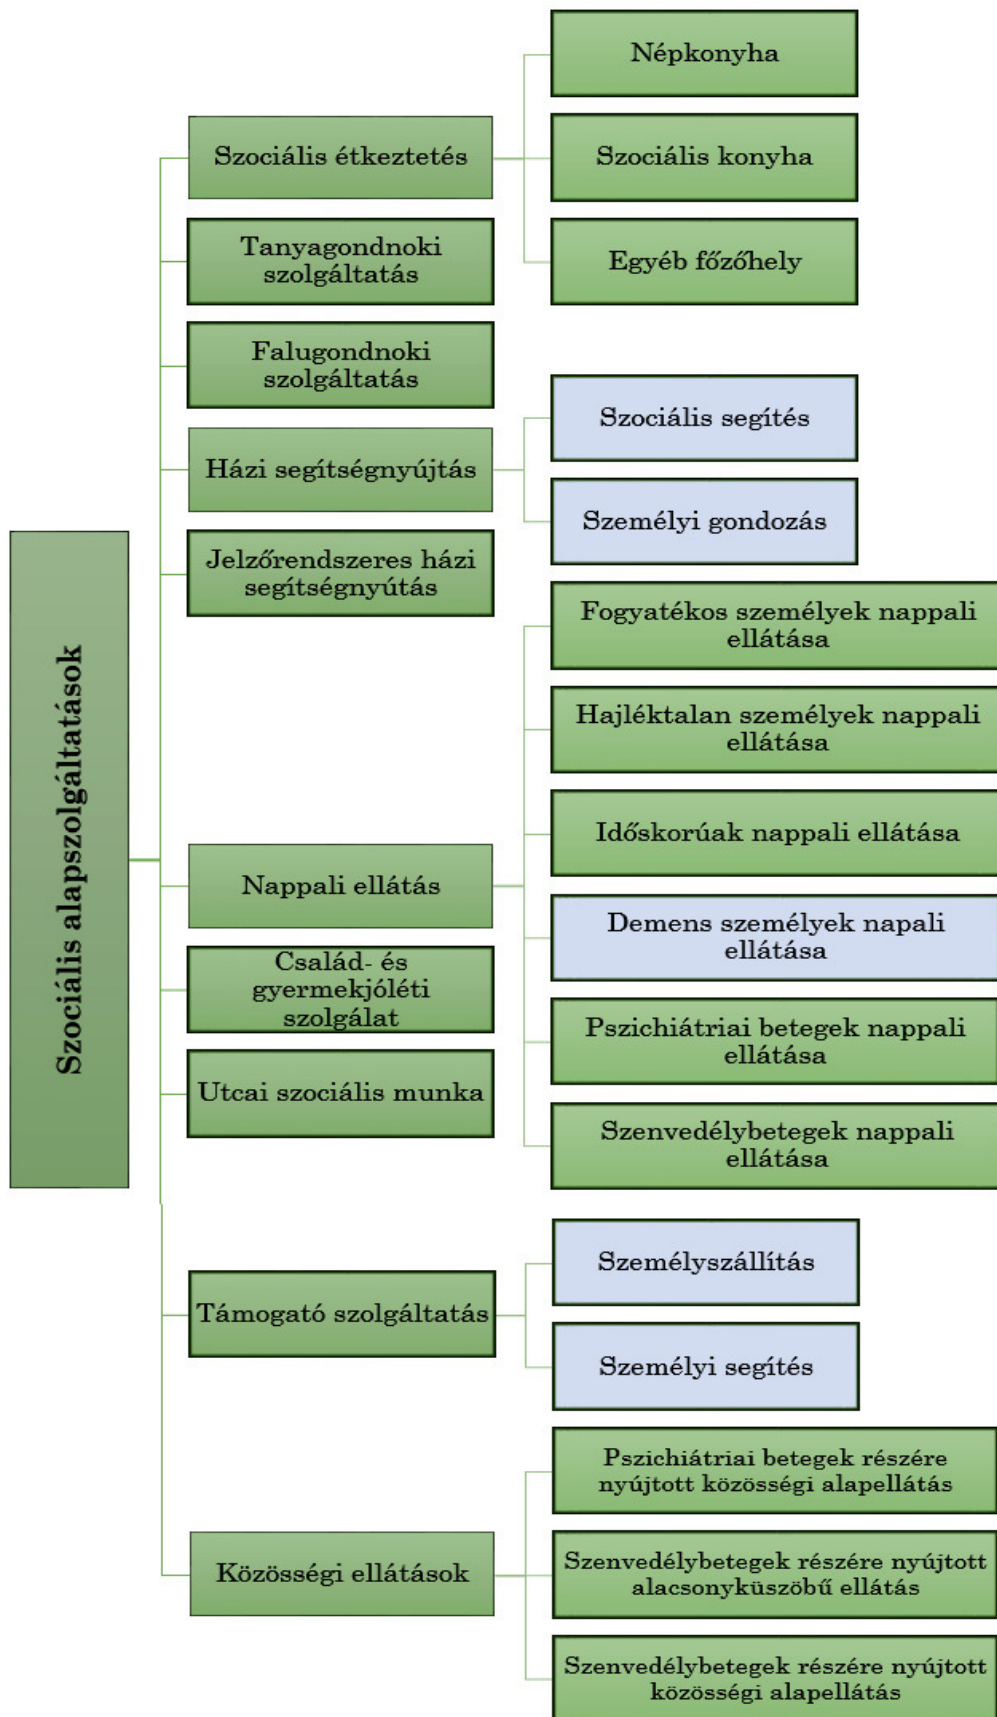 Szociális alapszolgáltatások
Szociális étkeztetés
Népkonyha
Szociális konyha
Egyéb főzőhely
Tanyagondnoki
szolgáltatás
Falugondnoki
szolgáltatás
Házi segítségnyújtás
Szociális segítés
Személyi gondozás
Jelzőrendszeres házi
segítségnyútás
Nappali ellátás
Fogyatékos személyek nappali
ellátása
Hajléktalan személyek nappali
ellátása
Időskorúak nappali ellátása
Demens személyek napali
ellátása
Pszichiátriai betegek nappali
ellátása
Szenvedélybetegek nappali
ellátása
Család- és
gyermekjóléti
szolgálat
Utcai szociális munka
Támogató szolgáltatás
Személyszállítás
Személyi segítés
Közösségi ellátások
Pszichiátriai betegek részére
nyújtott közösségi alapellátás
Szenvedélybetegek részére nyújtott
alacsonyküszöbű ellátás
Szenvedélybetegek részére nyújtott
közösségi alapellátás